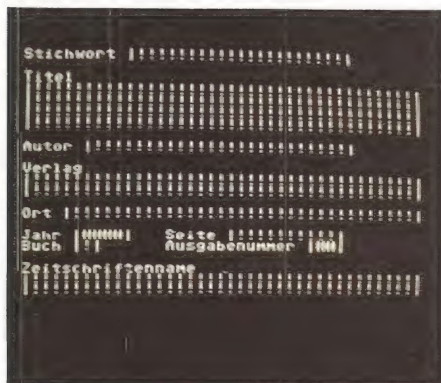 Stichwort
Titel
Autor
Verlag
Ort
Jahr Seite
Buch Ausgabenummer
Zeitschriftenname